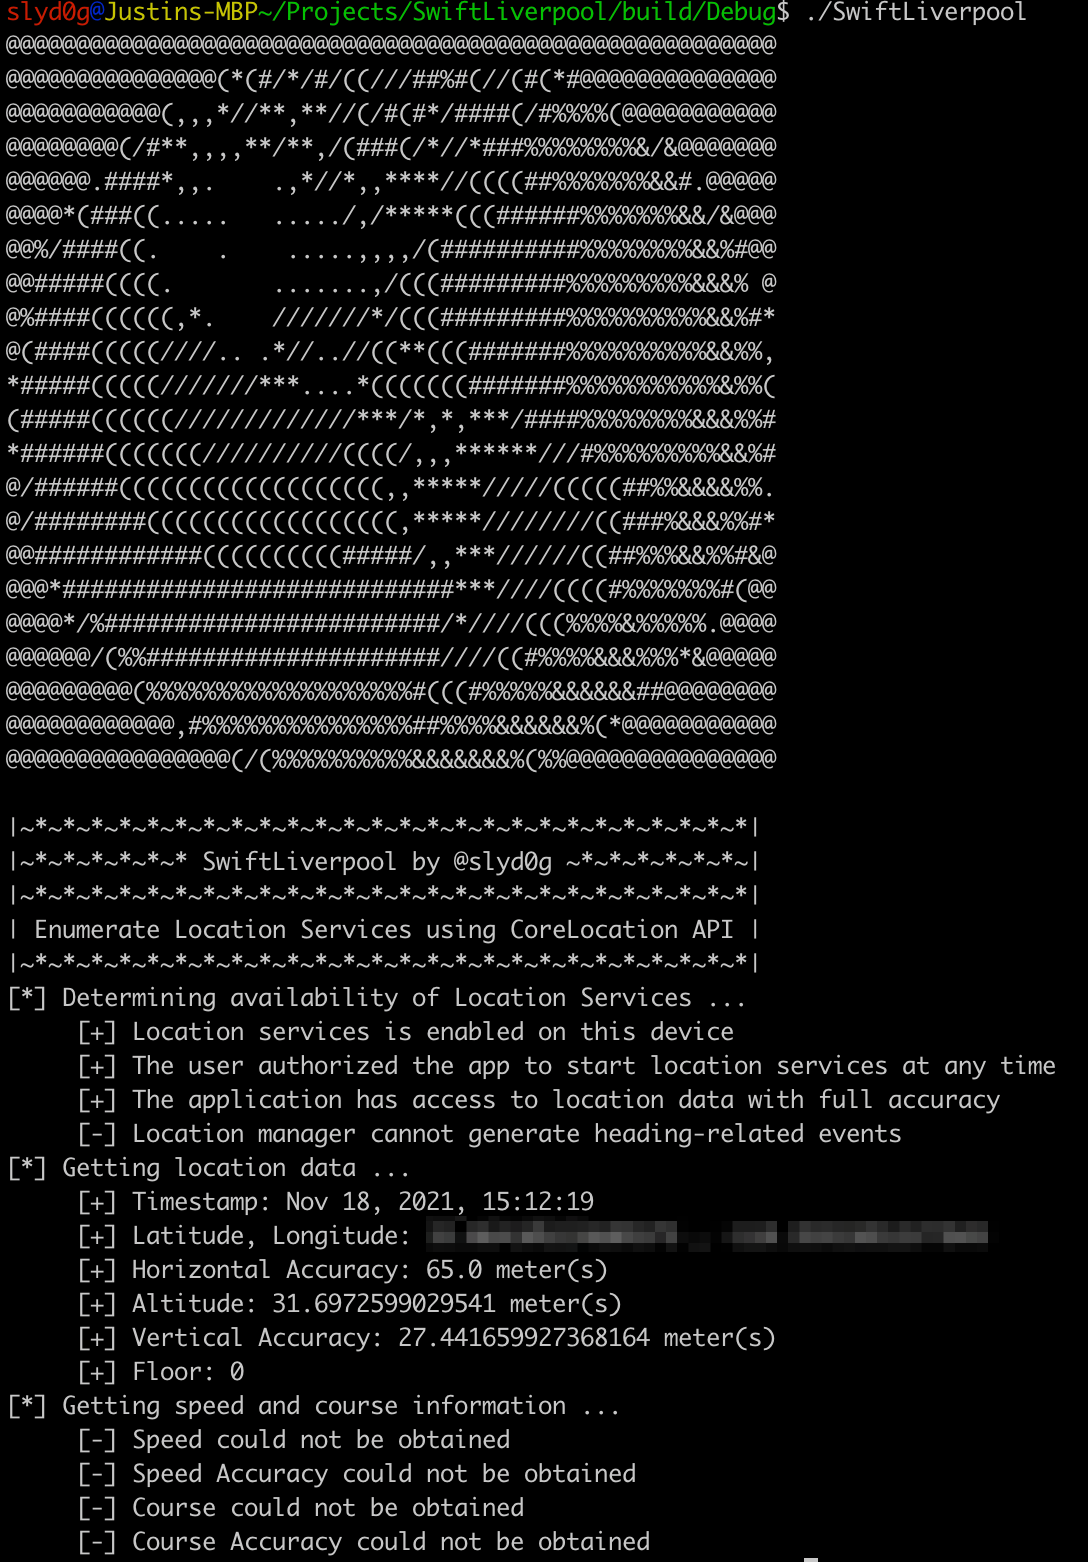 slyd0g@Justins-MBP~/Projects/SwiftLiverpool/build/Debug$ ./SwiftLiverpool
|~*~*~*~*~*~*~*~*~*~*~*~*~*~*~*~*~*~*~*~*~*~*~*~*~*~*|
|~*~*~*~*~*~* SwiftLiverpool by @slyd0g ~*~*~*~*~*~*~|
|~*~*~*~*~*~*~*~*~*~*~*~*~*~*~*~*~*~*~*~*~*~*~*~*~*~*|
| Enumerate Location Services using CoreLocation API |
|~*~*~*~*~*~*~*~*~*~*~*~*~*~*~*~*~*~*~*~*~*~*~*~*~*~*|
[*] Determining availability of Location Services ...
[+] Location services is enabled on this device
[+] The user authorized the app to start location services at any time
[+] The application has access to location data with full accuracy
[-] Location manager cannot generate heading-related events
[*] Getting location data ...
[+] Timestamp: Nov 18, 2021, 15:12:19
[+] Latitude, Longitude:
[+] Horizontal Accuracy: 65.0 meter(s)
[+] Altitude: 31.6972599029541 meter(s)
[+] Vertical Accuracy: 27.441659927368164 meter(s)
[+] Floor: 0
[*] Getting speed and course information ...
[-] Speed could not be obtained
[-] Speed Accuracy could not be obtained
[-] Course could not be obtained
[-] Course Accuracy could not be obtained